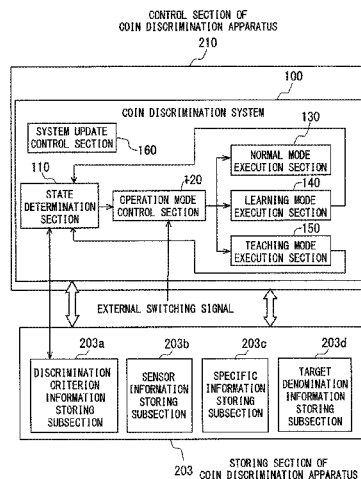 CONTROL SECTION OF
COIN DISCRIMINATION APPARATUS
210
100
COIN DISCRIMINATION SYSTEM
SYSTEM UPDATE
CONTROL SECTION
160
130
NORMAL MODE
EXECUTION SECTION
110
STATE
DETERMINATION
SECTION
120
OPERATION MODE
CONTROL SECTION
140
LEARNING MODE
EXECUTION SECTION
150
TEACHING MODE
EXECUTION SECTION
EXTERNAL SWITCHING SIGNAL
203a
DISCRIMINATION
CRITERION
INFORMATION
STORING
SUBSECTION
203b
SENSOR
INFORMATION
STORING
SUBSECTION
203c
SPECIFIC
INFORMATION
STORING
SUBSECTION
203d
TARGET
DENOMINATION
INFORMATION
STORING
SUBSECTION
203
STORING SECTION OF
COIN DISCRIMINATION APPARATUS